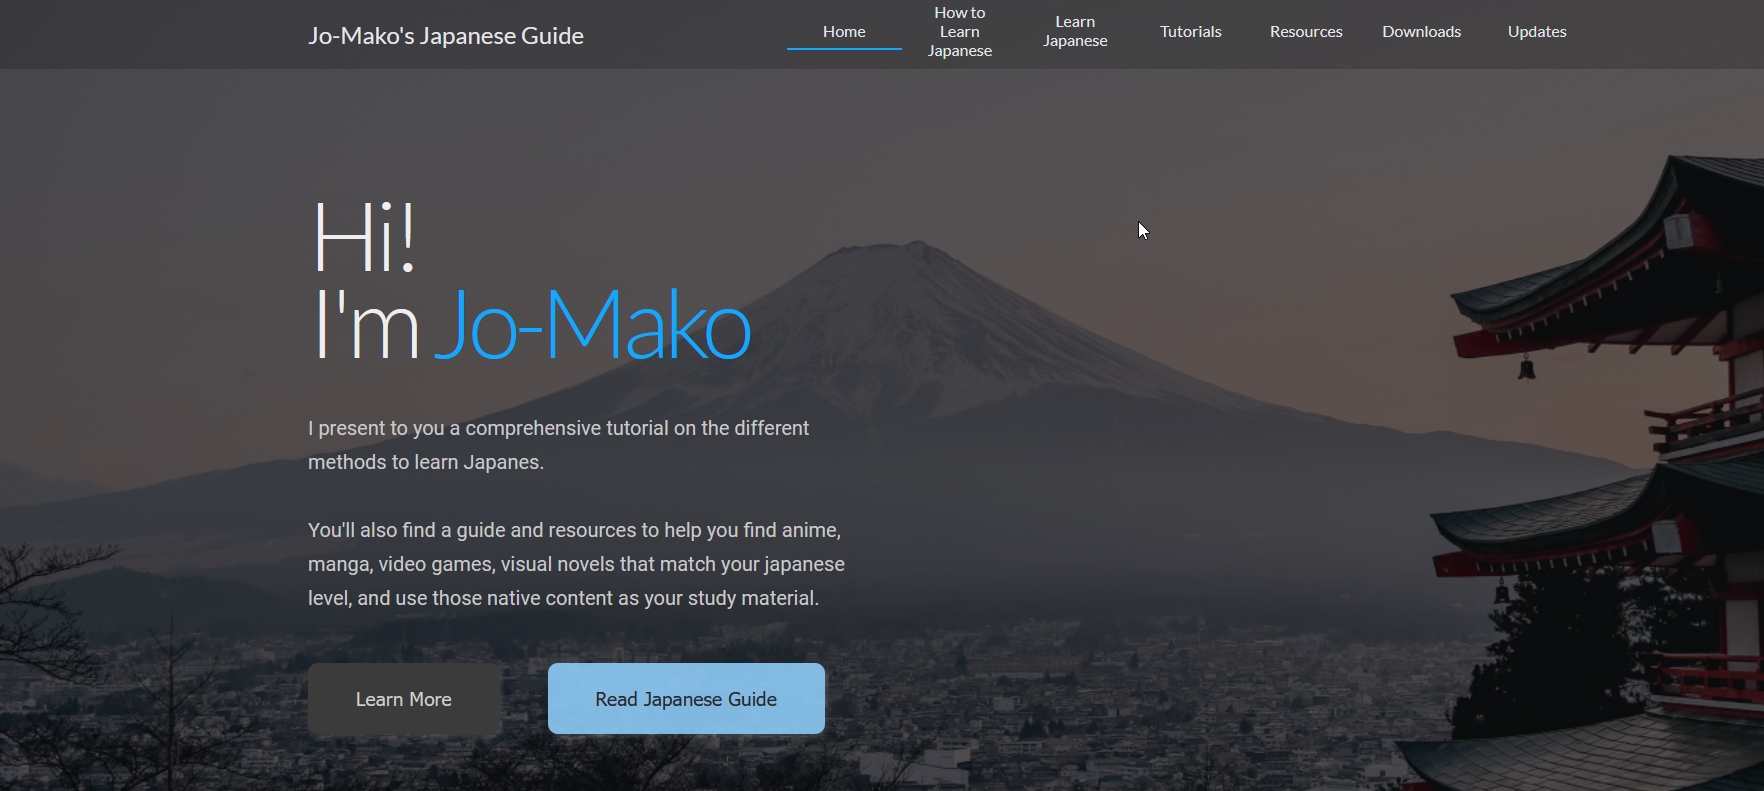 Jo-Mako's Japanese Guide
Home
How to
Learn
Japanese
Learn
Japanese
Tutorials
Resources
Downloads
Updates
Hi!
I'm Jo-Mako
I present to you a comprehensive tutorial on the different
methods to learn Japanes.
You'll also find a guide and resources to help you find anime,
manga, video games, visual novels that match your japanese
level, and use those native content as your study material.
Learn More
Read Japanese Guide